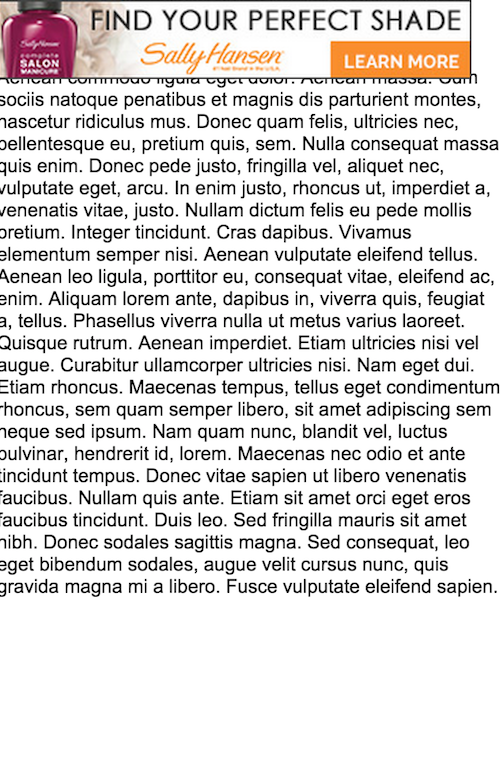 FIND YOUR PERFECT SHADE
Sally Hansen
complete
SALON
MANICURE
Sally Hansen
#1 Nail Brand in the U.S.A.
LEARN MORE
Aenean commodo ligula eget dolor. Aenean massa. Cum
sociis natoque penatibus et magnis dis parturient montes,
nascetur ridiculus mus. Donec quam felis, ultricies nec,
pellentesque eu, pretium quis, sem. Nulla consequat massa
quis enim. Donec pede justo, fringilla vel, aliquet nec,
vulputate eget, arcu. In enim justo, rhoncus ut, imperdiet a,
venenatis vitae, justo. Nullam dictum felis eu pede mollis
pretium. Integer tincidunt. Cras dapibus. Vivamus
elementum semper nisi. Aenean vulputate eleifend tellus.
Aenean leo ligula, porttitor eu, consequat vitae, eleifend ac,
enim. Aliquam lorem ante, dapibus in, viverra quis, feugiat
a, tellus. Phasellus viverra nulla ut metus varius laoreet.
Quisque rutrum. Aenean imperdiet. Etiam ultricies nisi vel
augue. Curabitur ullamcorper ultricies nisi. Nam eget dui.
Etiam rhoncus. Maecenas tempus, tellus eget condimentum
rhoncus, sem quam semper libero, sit amet adipiscing sem
neque sed ipsum. Nam quam nunc, blandit vel, luctus
pulvinar, hendrerit id, lorem. Maecenas nec odio et ante
tincidunt tempus. Donec vitae sapien ut libero venenatis
faucibus. Nullam quis ante. Etiam sit amet orci eget eros
faucibus tincidunt. Duis leo. Sed fringilla mauris sit amet
nibh. Donec sodales sagittis magna. Sed consequat, leo
eget bibendum sodales, augue velit cursus nunc, quis
gravida magna mi a libero. Fusce vulputate eleifend sapien.